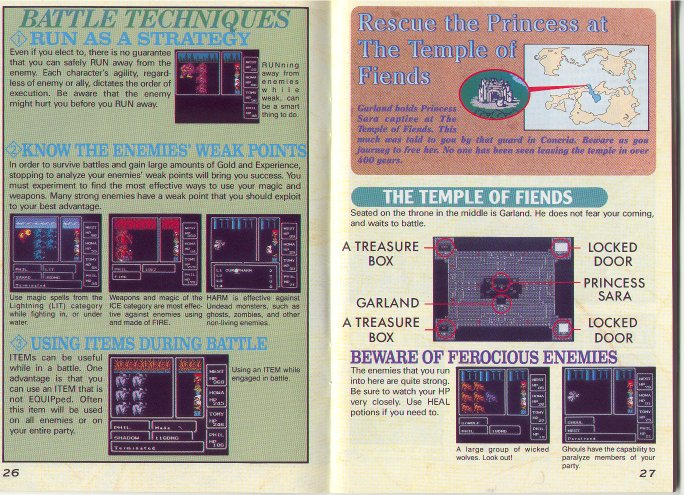 BATTLE TECHNIQUES
1 RUN AS A STRATEGY
Even if you elect to, there is no guarantee
that you can safely RUN away from the
enemy. Each character's agility, regard-
less of enemy or ally, dictates the order of
execution. Be aware that the enemy
might hurt you before you RUN away.
RUNning
away from
enemies
while
weak, can
be a smart
thing to do.
2 KNOW THE ENEMIES' WEAK POINTS
In order to survive battles and gain large amounts of Gold and Experience,
stopping to analyze your enemies' weak points will bring you success. You
must experiment to find the most effective ways to use your magic and
weapons. Many strong enemies have a weak point that you should exploit
to your best advantage.
PHIL LIT
Terminated
PHIL
FIRE
Use magic spells from the
Lightning (LIT) category
while fighting in, or under
water.
Weapons and magic of the
ICE category are most effec-
tive against enemies using
and made of FIRE.
HARM is effective against
Undead monsters, such as
ghosts, zombies, and other
non-living enemies.
3 USING ITEMS DURING BATTLE
ITEMs can be useful
while in a battle. One
advantage is that you
can use an ITEM that is
not EQUIPped. Often
this item will be used
on all enemies or on
your entire party.
PHIL
SHADOW
Terminated
Using an ITEM while
engaged in battle.
26
Rescue the Princess at
The Temple of
Fiends
Garland holds Princess
Sara captive at The
Temple of Fiends. This
much was told to you by that guard in Coneria. Beware as you
journey to free her. No one has been seen leaving the temple in over
400 years.
THE TEMPLE OF FIENDS
Seated on the throne in the middle is Garland. He does not fear your coming,
and waits to battle.
A TREASURE
BOX
GARLAND
A TREASURE
BOX
LOCKED
DOOR
PRINCESS
SARA
LOCKED
DOOR
BEWARE OF FEROCIOUS ENEMIES
The enemies that you run
into here are quite strong.
Be sure to watch your HP
very closely. Use HEAL
potions if you need to.
A large group of wicked
wolves. Look out!
GHOUL
Paralyzed
Ghouls have the capability to
paralyze members of your
party.
27